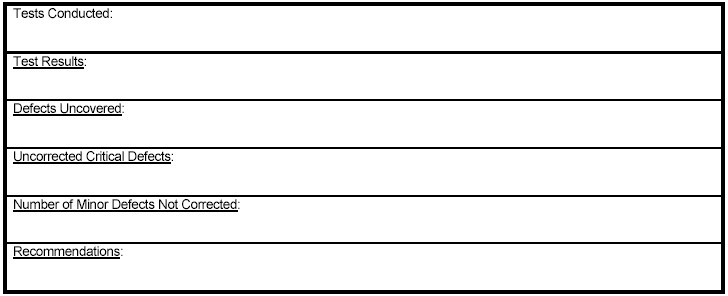 Tests Conducted:
Test Results:
Defects Uncovered:
Uncorrected Critical Defects:
Number of Minor Defects Not Corrected:
Recommendations: